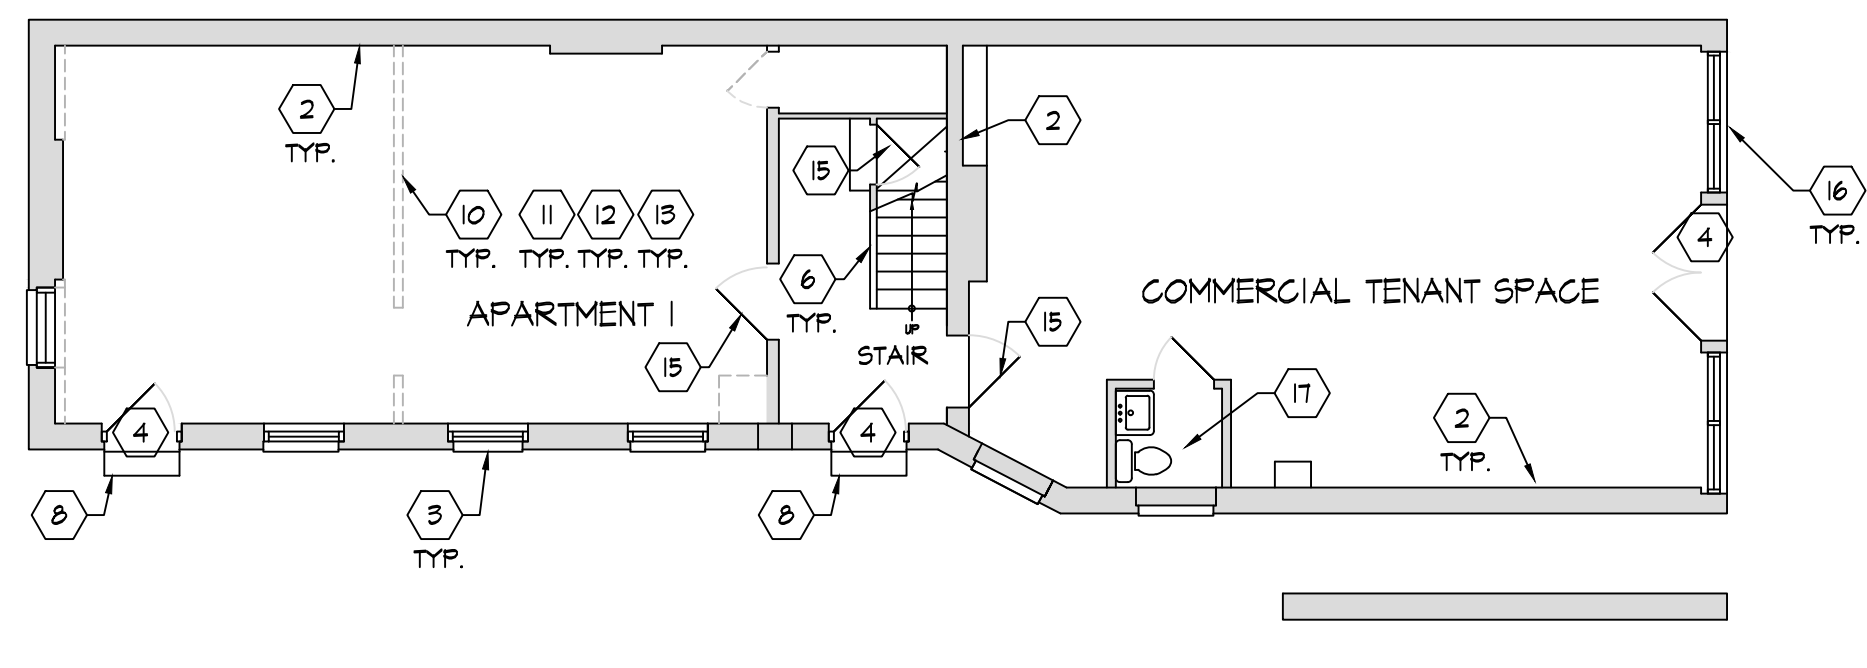 2
TYP.
2
15
16
TYP.
10
TYP.
11
TYP.
12
TYP.
13
TYP.
4
6
TYP.
COMMERCIAL TENANT SPACE
APARTMENT 1
UP
STAIR
15
15
17
2
TYP.
4
4
8
3
TYP.
8